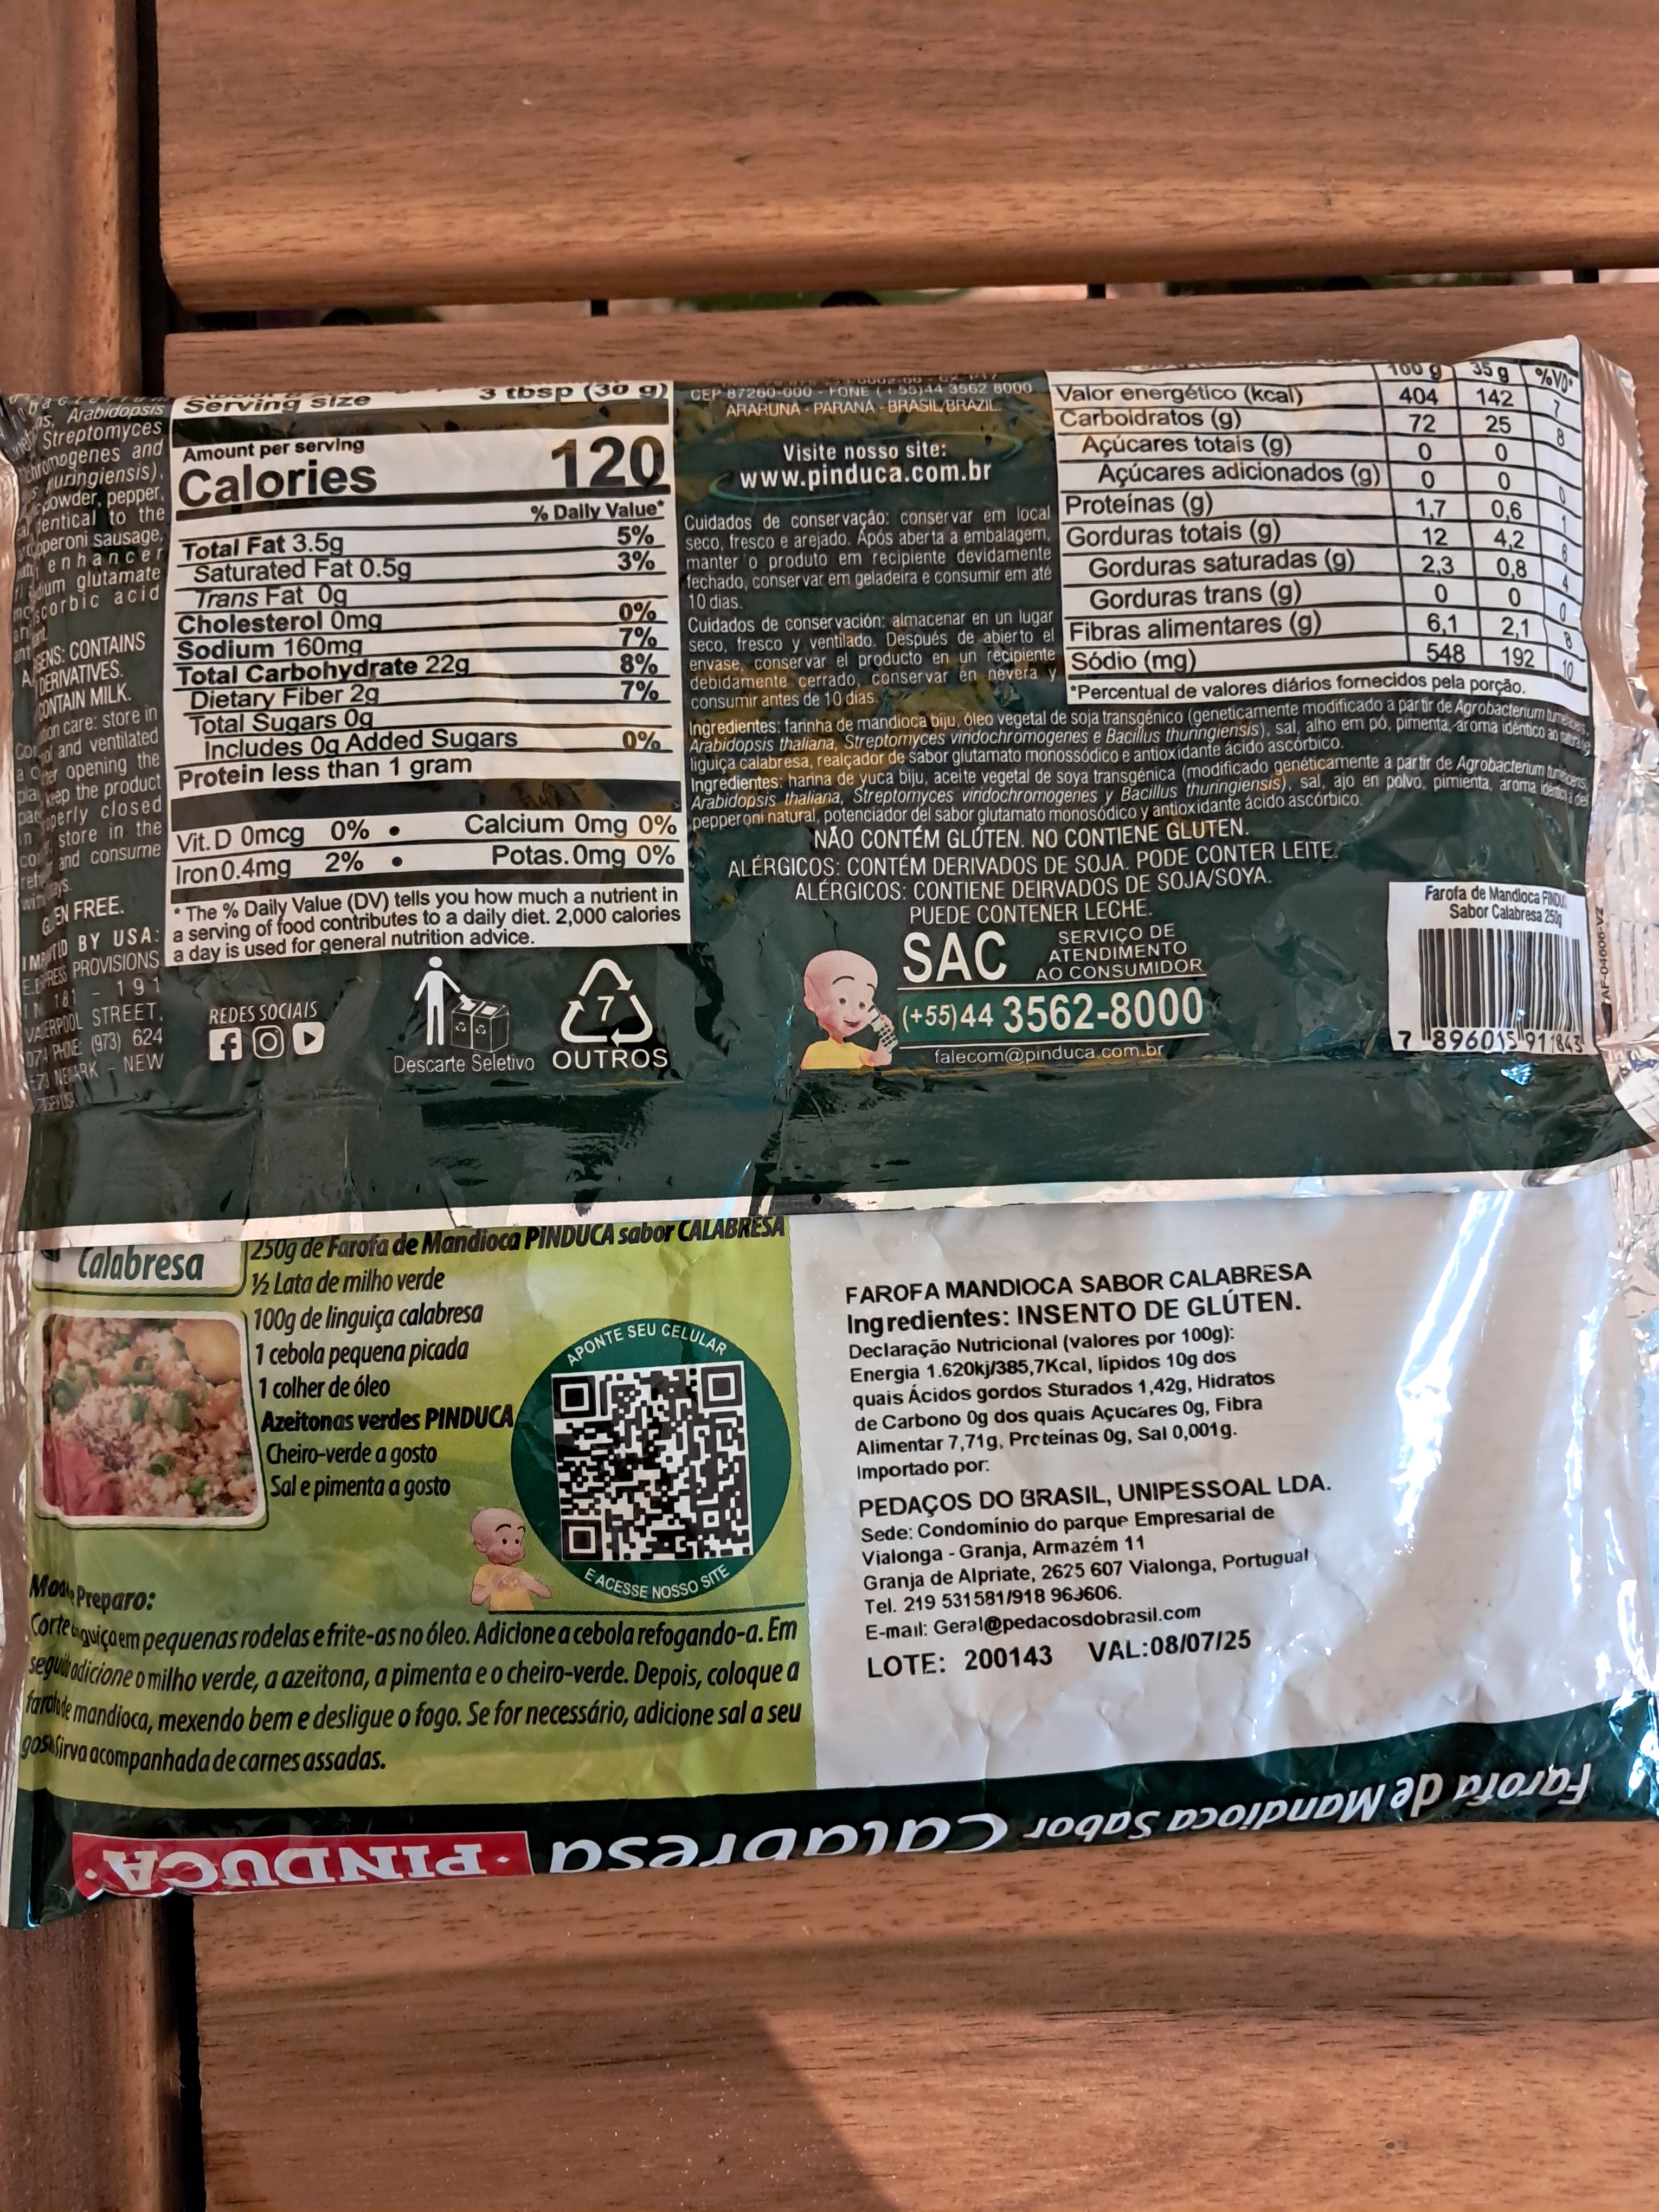 Arabidopsis
Streptomyces
and
powder, pepper,
identical to the
sausage,
enhancer
glutamate
acid
CONTAINS
DERIVATIVES.
CONTAIN MILK.
care: store in
and ventilated
opening the
keep the product
closed
store in the
and consume
FREE.
BY USA:
PROVISIONS
181 - 191
STREET,
PHONE: (973) 624
NEWARK - NEW
Serving size 3 tbsp (30 g)
Amount per serving
Calories 120
% Daily Value*
Total Fat 3.5g 5%
Saturated Fat 0.5g 3%
Trans Fat 0g
Cholesterol 0mg 0%
Sodium 160mg 7%
Total Carbohydrate 22g 8%
Dietary Fiber 2g 7%
Total Sugars 0g
Includes 0g Added Sugars 0%
Protein less than 1 gram
Vit. D 0mcg 0% • Calcium 0mg 0%
Iron 0.4mg 2% • Potas. 0mg 0%
* The % Daily Value (DV) tells you how much a nutrient in
a serving of food contributes to a daily diet. 2,000 calories
a day is used for general nutrition advice.
REDES SOCIAIS
Descarte Seletivo
7
OUTROS
CEP 87260-000 - FONE (+55)44 3562 8000
ARARUNA - PARANÁ - BRASIL/BRAZIL
Visite nosso site:
www.pinduca.com.br
Cuidados de conservação: conservar em local
seco, fresco e arejado. Após aberta a embalagem,
manter o produto em recipiente devidamente
fechado, conservar em geladeira e consumir em até
10 dias.
Cuidados de conservación: almacenar en un lugar
seco, fresco y ventilado. Después de abierto el
envase, conservar el producto en un recipiente
debidamente cerrado, conservar en nevera y
consumir antes de 10 días.
100 g 35 g %VD*
Valor energético (kcal) 404 142 7
Carboidratos (g) 72 25 8
Açúcares totais (g) 0 0
Açúcares adicionados (g) 0 0 0
Proteínas (g) 1,7 0,6 1
Gorduras totais (g) 12 4,2 6
Gorduras saturadas (g) 2,3 0,8 4
Gorduras trans (g) 0 0 0
Fibras alimentares (g) 6,1 2,1 8
Sódio (mg) 548 192 10
*Percentual de valores diários fornecidos pela porção.
Ingredientes: farinha de mandioca biju, óleo vegetal de soja transgênico (geneticamente modificado a partir de Agrobacterium
Arabidopsis thaliana, Streptomyces viridochromogenes e Bacillus thuringiensis), sal, alho em pó, pimenta, aroma idêntico ao
liguiça calabresa, realçador de sabor glutamato monossódico e antioxidante ácido ascórbico.
Ingredientes: harina de yuca biju, aceite vegetal de soya transgénica (modificado genéticamente a partir de Agrobacterium
Arabidopsis thaliana, Streptomyces viridochromogenes y Bacillus thuringiensis), sal, ajo en polvo, pimienta, aroma
pepperoni natural, potenciador del sabor glutamato monosódico y antioxidante ácido ascórbico.
NÃO CONTÉM GLÚTEN. NO CONTIENE GLUTEN.
ALÉRGICOS: CONTÉM DERIVADOS DE SOJA. PODE CONTER LEITE.
ALÉRGICOS: CONTIENE DEIRVADOS DE SOJA/SOYA.
PUEDE CONTENER LECHE.
SAC
SERVIÇO DE
ATENDIMENTO
AO CONSUMIDOR
(+55)44 3562-8000
falecom@pinduca.com.br
Farofa de Mandioca
Sabor Calabresa 250g
7 896015 911843
AF-04606-V2
Calabresa
250g de Farofa de Mandioca PINDUCA sabor CALABRESA
½ Lata de milho verde
100g de linguiça calabresa
1 cebola pequena picada
1 colher de óleo
Azeitonas verdes PINDUCA
Cheiro-verde a gosto
Sal e pimenta a gosto
APONTE SEU CELULAR
E ACESSE NOSSO SITE
Preparo:
Corte em pequenas rodelas e frite-as no óleo. Adicione a cebola refogando-a. Em
adicione o milho verde, a azeitona, a pimenta e o cheiro-verde. Depois, coloque a
de mandioca, mexendo bem e desligue o fogo. Se for necessário, adicione sal a seu
Sirva acompanhada de carnes assadas.
FAROFA MANDIOCA SABOR CALABRESA
Ingredientes: INSENTO DE GLÚTEN.
Declaração Nutricional (valores por 100g):
Energia 1.620kj/385,7Kcal, lípidos 10g dos
quais Ácidos gordos Sturados 1,42g, Hidratos
de Carbono 0g dos quais Açucares 0g, Fibra
Alimentar 7,71g, Proteínas 0g, Sal 0,001g.
Importado por:
PEDAÇOS DO BRASIL, UNIPESSOAL LDA.
Sede: Condomínio do parque Empresarial de
Vialonga - Granja, Armazém 11
Granja de Alpriate, 2625 607 Vialonga, Portugual
Tel. 219 531581/918 969606.
E-mail: Geral@pedacosdobrasil.com
LOTE: 200143 VAL:08/07/25
Farofa de Mandioca Sabor Calabresa ·PINDUCA·